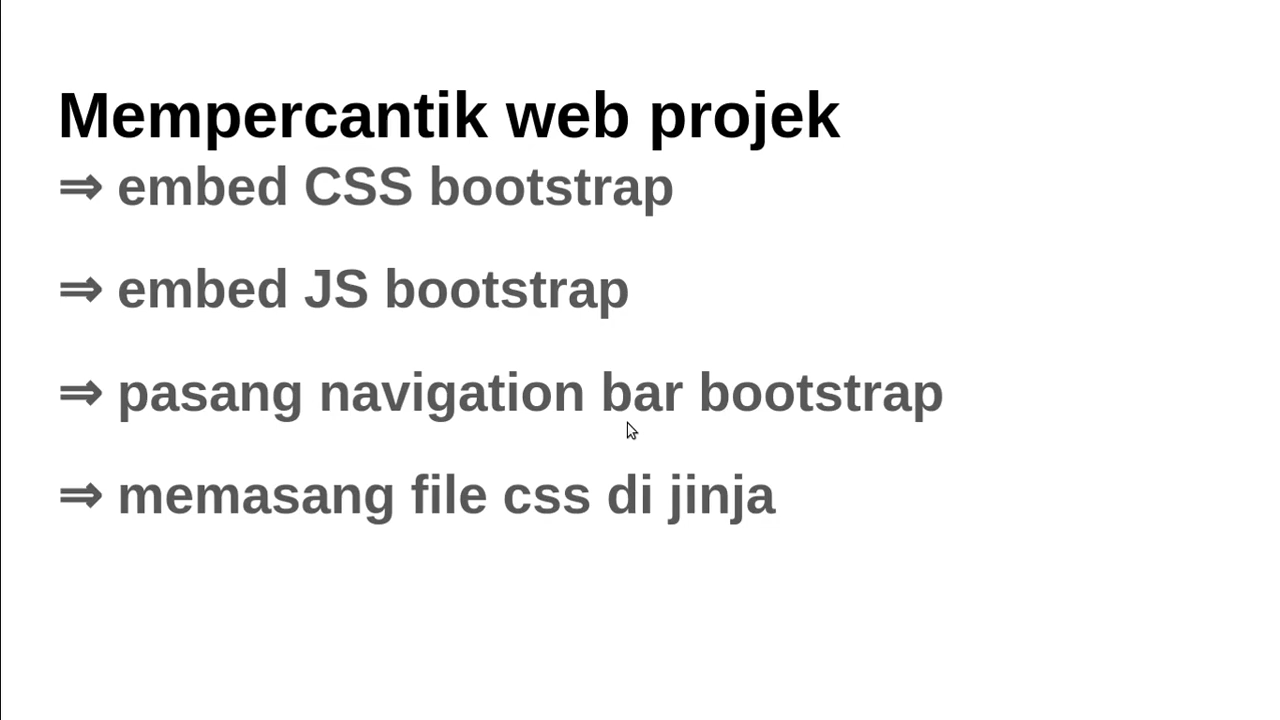 Mempercantik web projek
⇒ embed CSS bootstrap
⇒ embed JS bootstrap
⇒ pasang navigation bar bootstrap
⇒ memasang file css di jinja